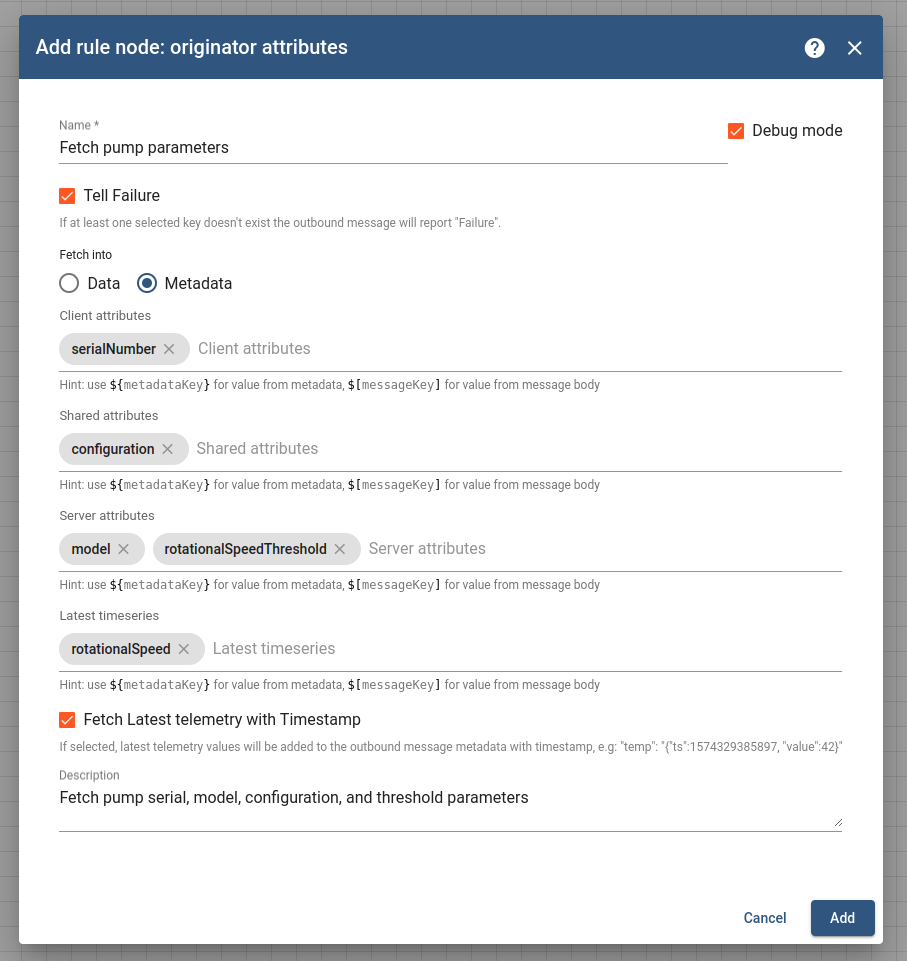 Add rule node: originator attributes
Name *
Fetch pump parameters
Debug mode
Tell Failure
If at least one selected key doesn't exist the outbound message will report "Failure".
Fetch into
Data Metadata
Client attributes
serialNumber Client attributes
Hint: use ${metadataKey} for value from metadata, $[messageKey] for value from message body
Shared attributes
configuration Shared attributes
Hint: use ${metadataKey} for value from metadata, $[messageKey] for value from message body
Server attributes
model rotationalSpeedThreshold Server attributes
Hint: use ${metadataKey} for value from metadata, $[messageKey] for value from message body
Latest timeseries
rotationalSpeed Latest timeseries
Hint: use ${metadataKey} for value from metadata, $[messageKey] for value from message body
Fetch Latest telemetry with Timestamp
If selected, latest telemetry values will be added to the outbound message metadata with timestamp, e.g: "temp": "{"ts":1574329385897, "value":42}"
Description
Fetch pump serial, model, configuration, and threshold parameters
Cancel Add